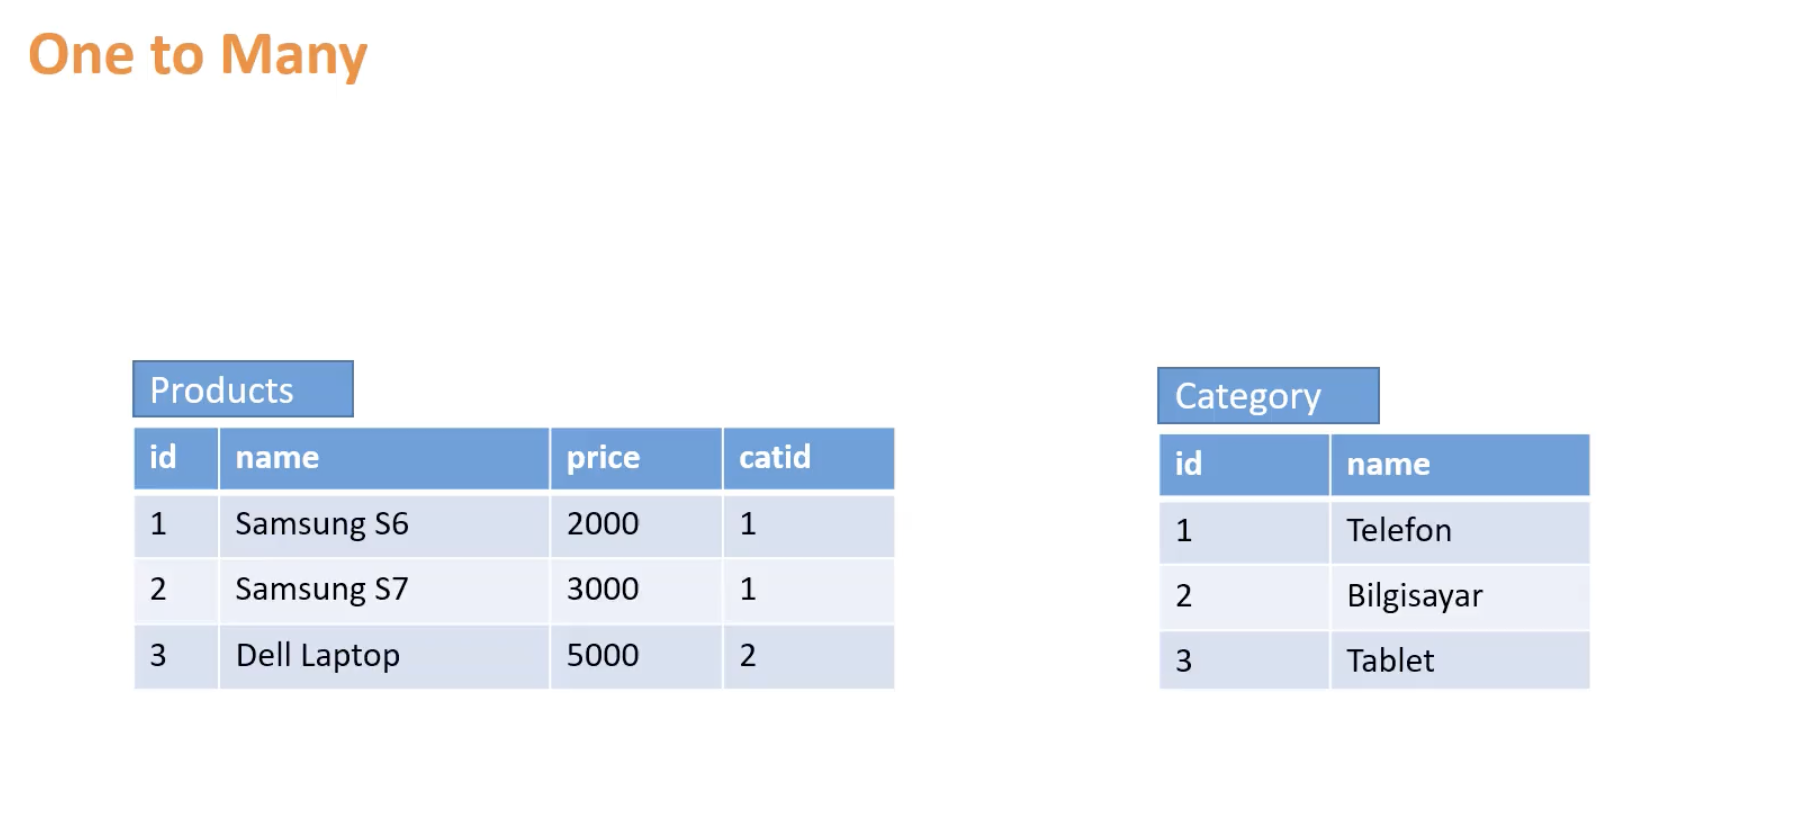 One to Many
Products
id name price catid
1 Samsung S6 2000 1
2 Samsung S7 3000 1
3 Dell Laptop 5000 2
Category
id name
1 Telefon
2 Bilgisayar
3 Tablet